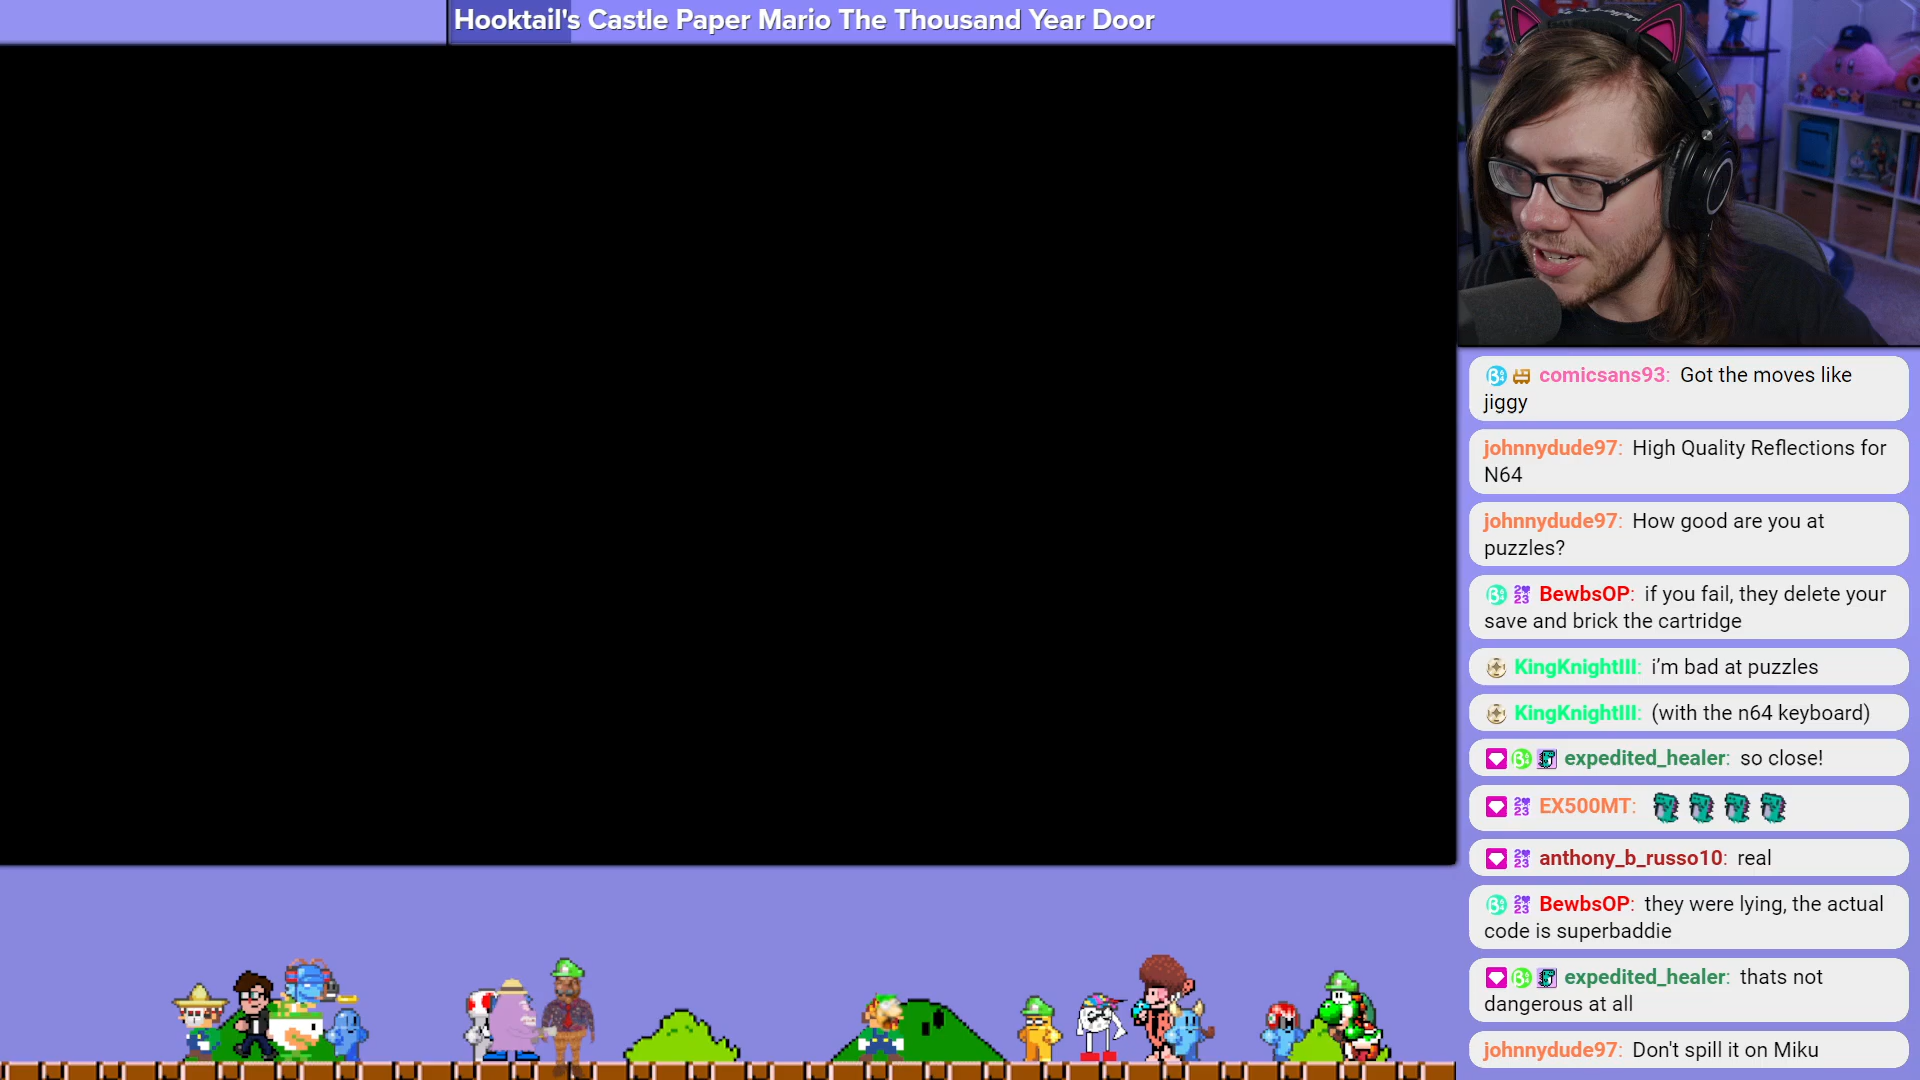 Hooktail's Castle Paper Mario The Thousand Year Door
comicsans93: Got the moves like
jiggy
johnnydude97: High Quality Reflections for
N64
johnnydude97: How good are you at
puzzles?
BewbsOP: if you fail, they delete your
save and brick the cartridge
KingKnightIII: i’m bad at puzzles
KingKnightIII: (with the n64 keyboard)
expedited_healer: so close!
EX500MT:
anthony_b_russo10: real
BewbsOP: they were lying, the actual
code is superbaddie
expedited_healer: thats not
dangerous at all
johnnydude97: Don't spill it on Miku